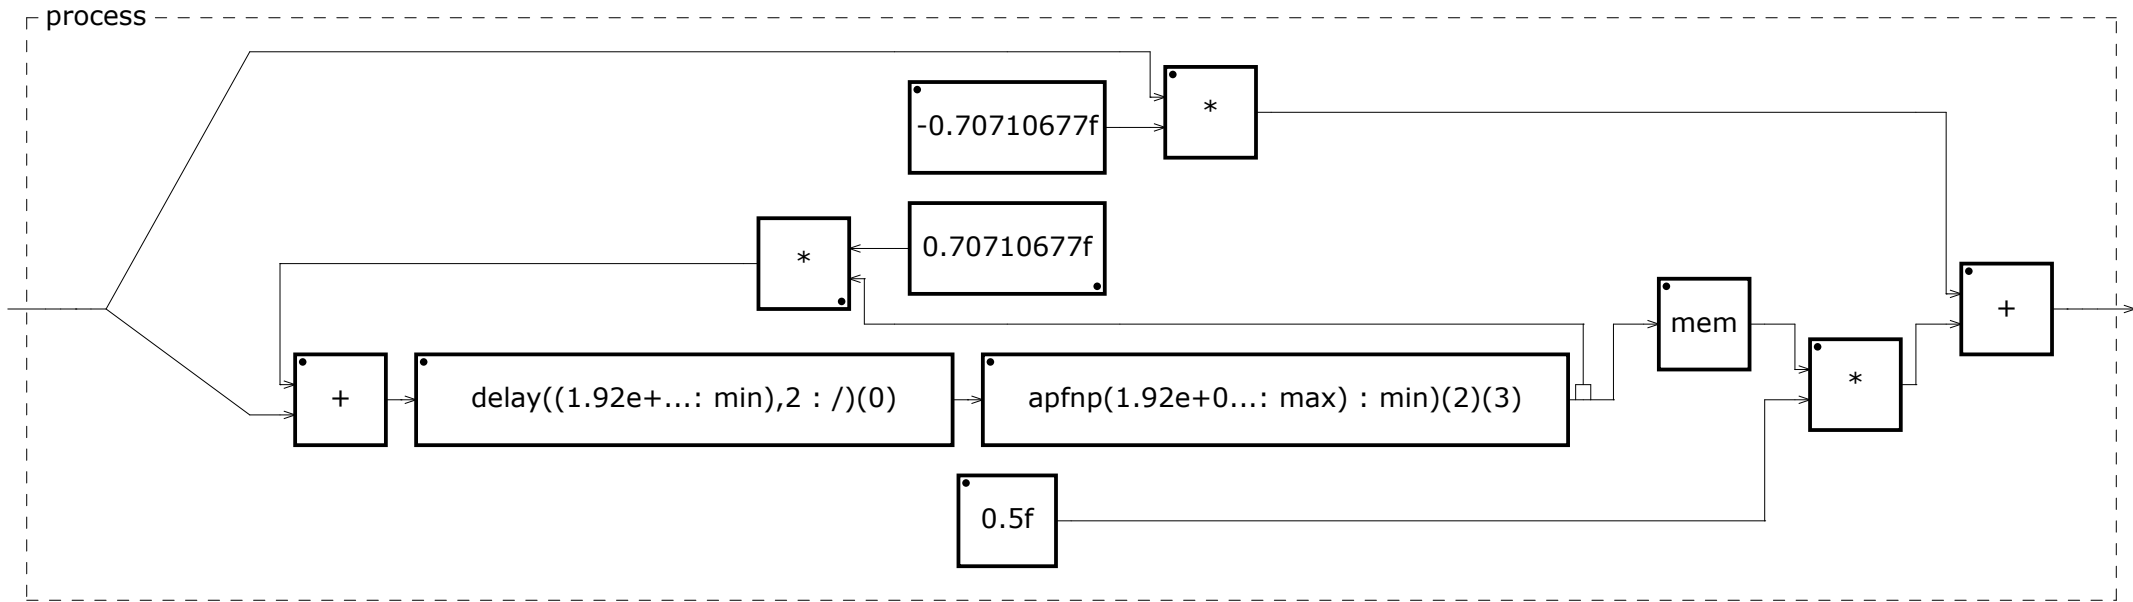 process
*
-0.70710677f
*
0.70710677f
+
mem
+
delay((1.92e+...: min),2 : /)(0)
apfnp(1.92e+0...: max) : min)(2)(3)
*
0.5f